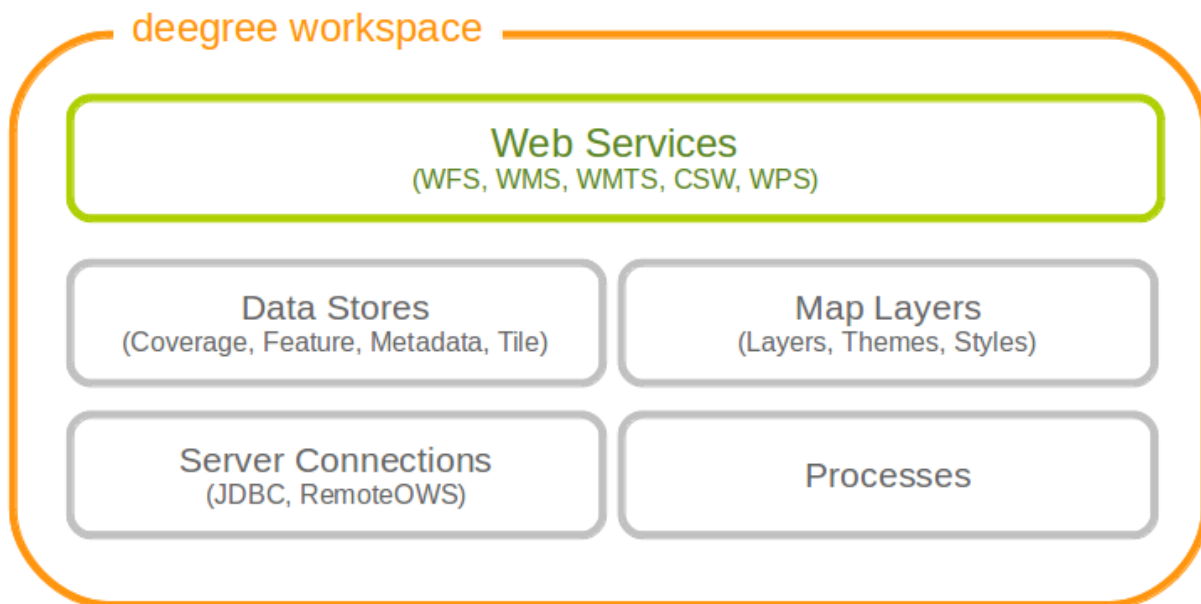 deegree workspace
Web Services
(WFS, WMS, WMTS, CSW, WPS)
Data Stores
(Coverage, Feature, Metadata, Tile)
Map Layers
(Layers, Themes, Styles)
Server Connections
(JDBC, RemoteOWS)
Processes